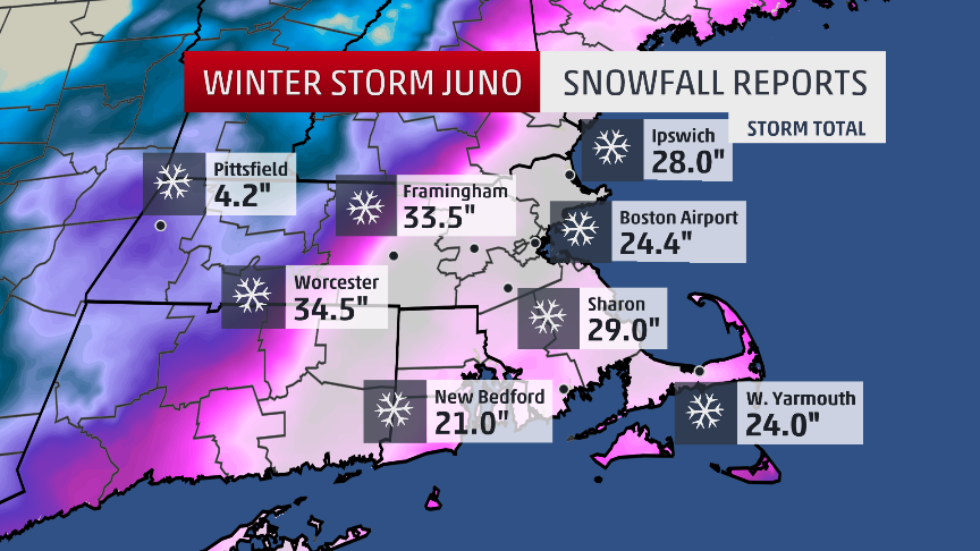 WINTER STORM JUNO
SNOWFALL REPORTS
STORM TOTAL
Ipswich
28.0"
Pittsfield
4.2"
Framingham
33.5"
Boston Airport
24.4"
Worcester
34.5"
Sharon
29.0"
New Bedford
21.0"
W. Yarmouth
24.0"